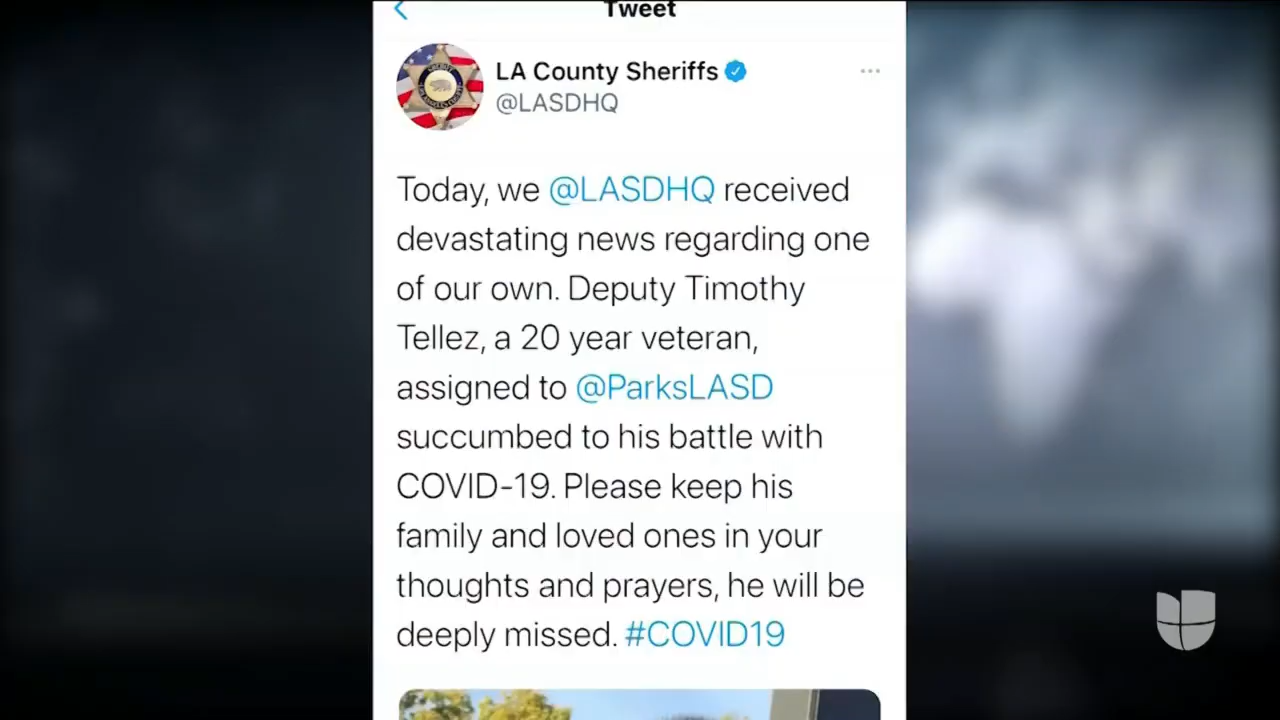 Tweet
LA County Sheriffs
@LASDHQ
Today, we @LASDHQ received
devastating news regarding one
of our own. Deputy Timothy
Tellez, a 20 year veteran,
assigned to @ParksLASD
succumbed to his battle with
COVID-19. Please keep his
family and loved ones in your
thoughts and prayers, he will be
deeply missed. #COVID19